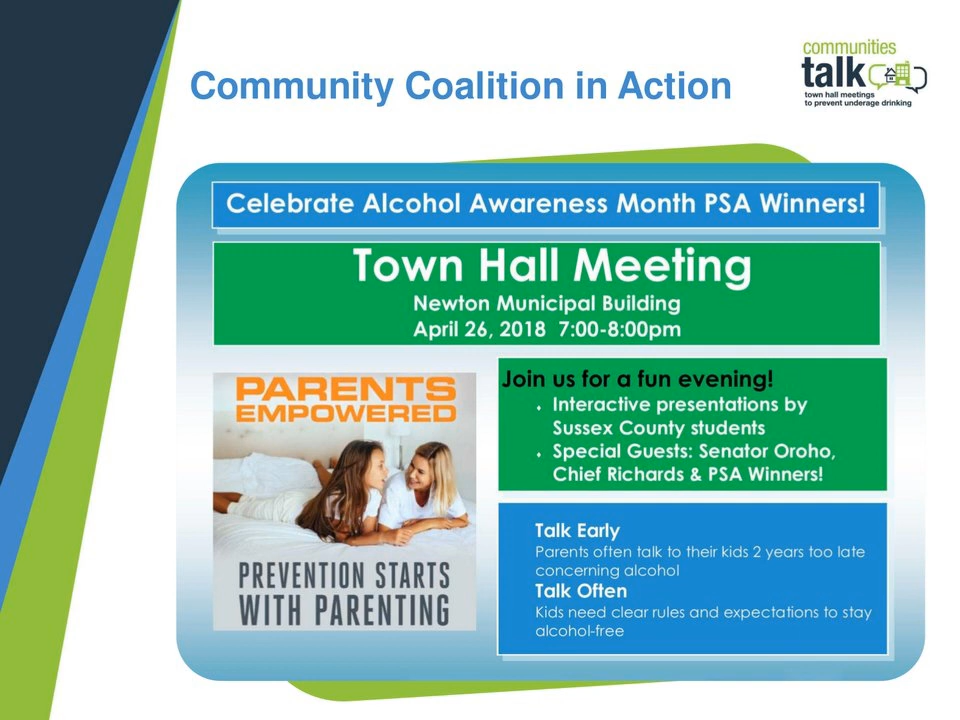 Community Coalition in Action
communities
talk
town hall meetings
to prevent underage drinking
Celebrate Alcohol Awareness Month PSA Winners!
Town Hall Meeting
Newton Municipal Building
April 26, 2018 7:00-8:00pm
PARENTS
EMPOWERED
PREVENTION STARTS
WITH PARENTING
Join us for a fun evening!
Interactive presentations by
Sussex County students
Special Guests: Senator Oroho,
Chief Richards & PSA Winners!
Talk Early
Parents often talk to their kids 2 years too late
concerning alcohol
Talk Often
Kids need clear rules and expectations to stay
alcohol-free